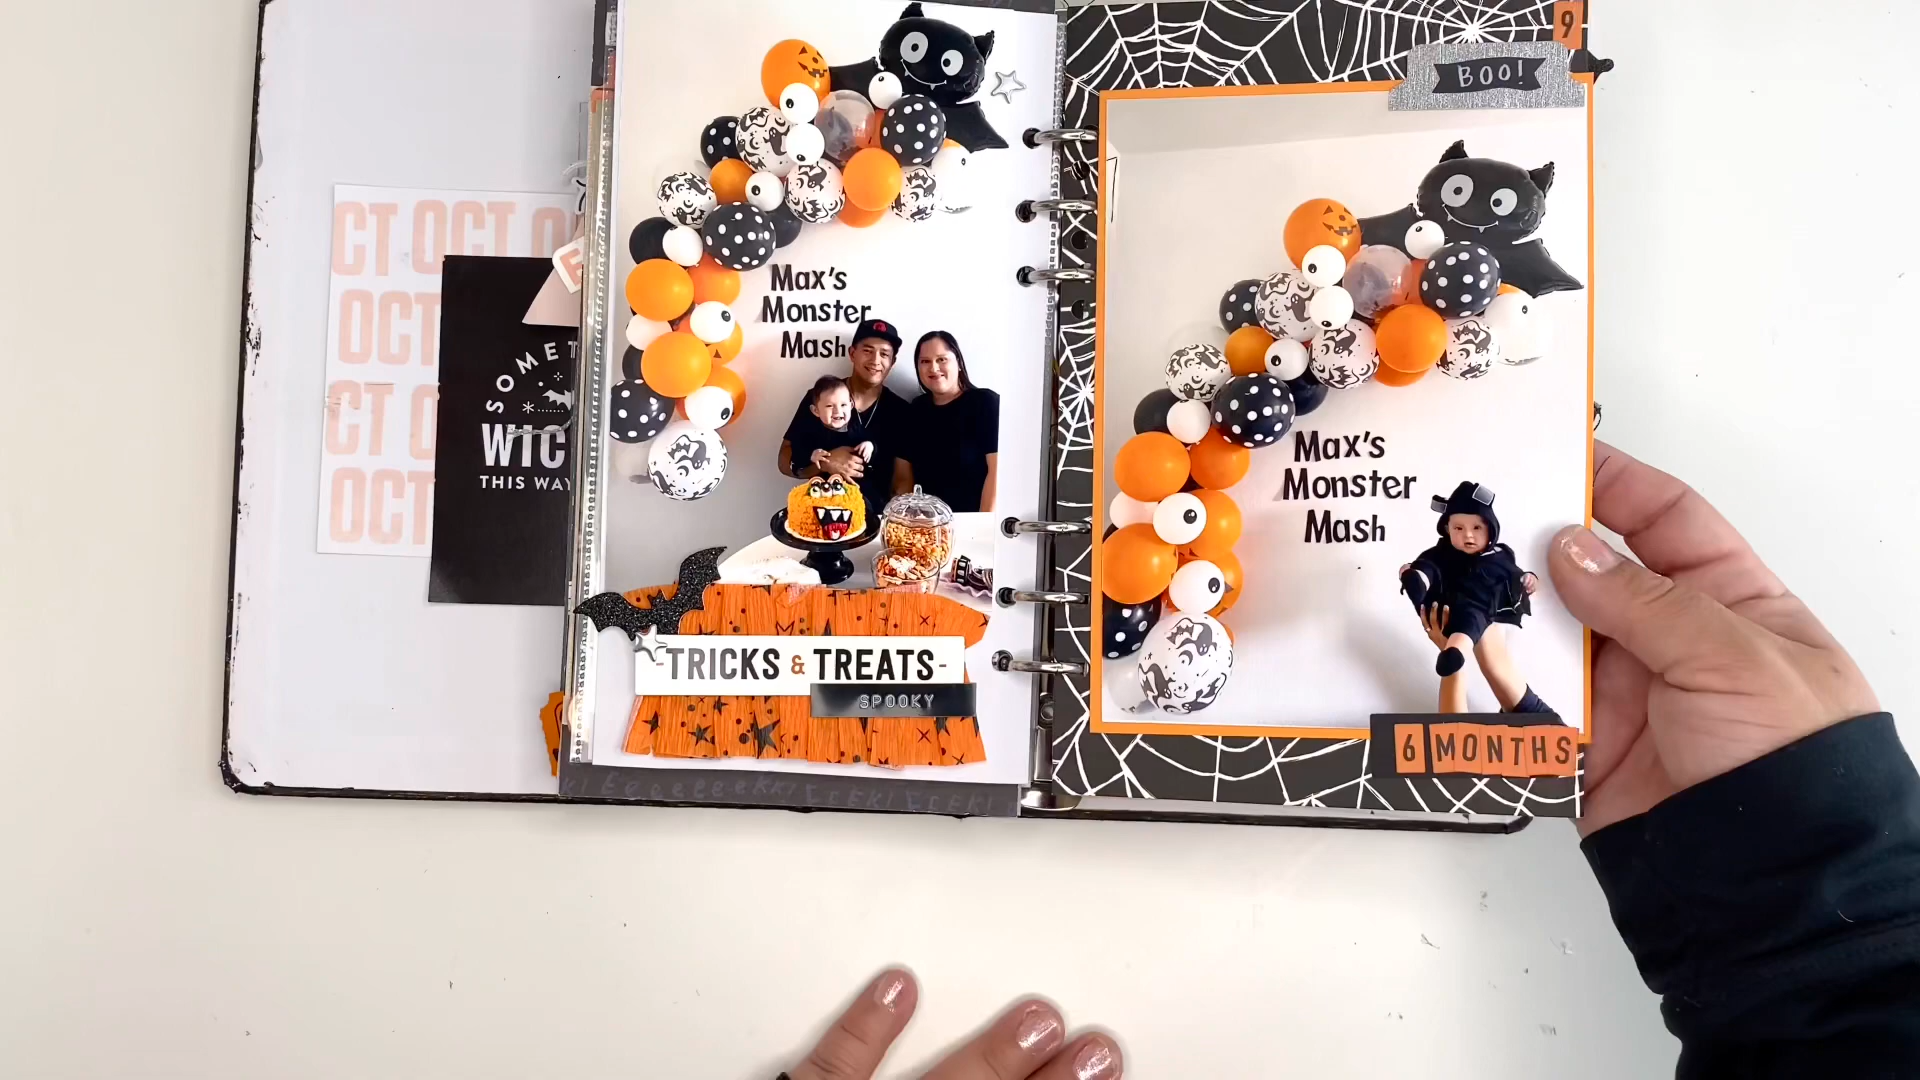 CT OCT O
OCT
CT O
OCT
SOMET
WIC
THIS WAY
Max's
Monster
Mash
-TRICKS & TREATS-
SPOOKY
9
BOO!
Max's
Monster
Mash
6 MONTHS